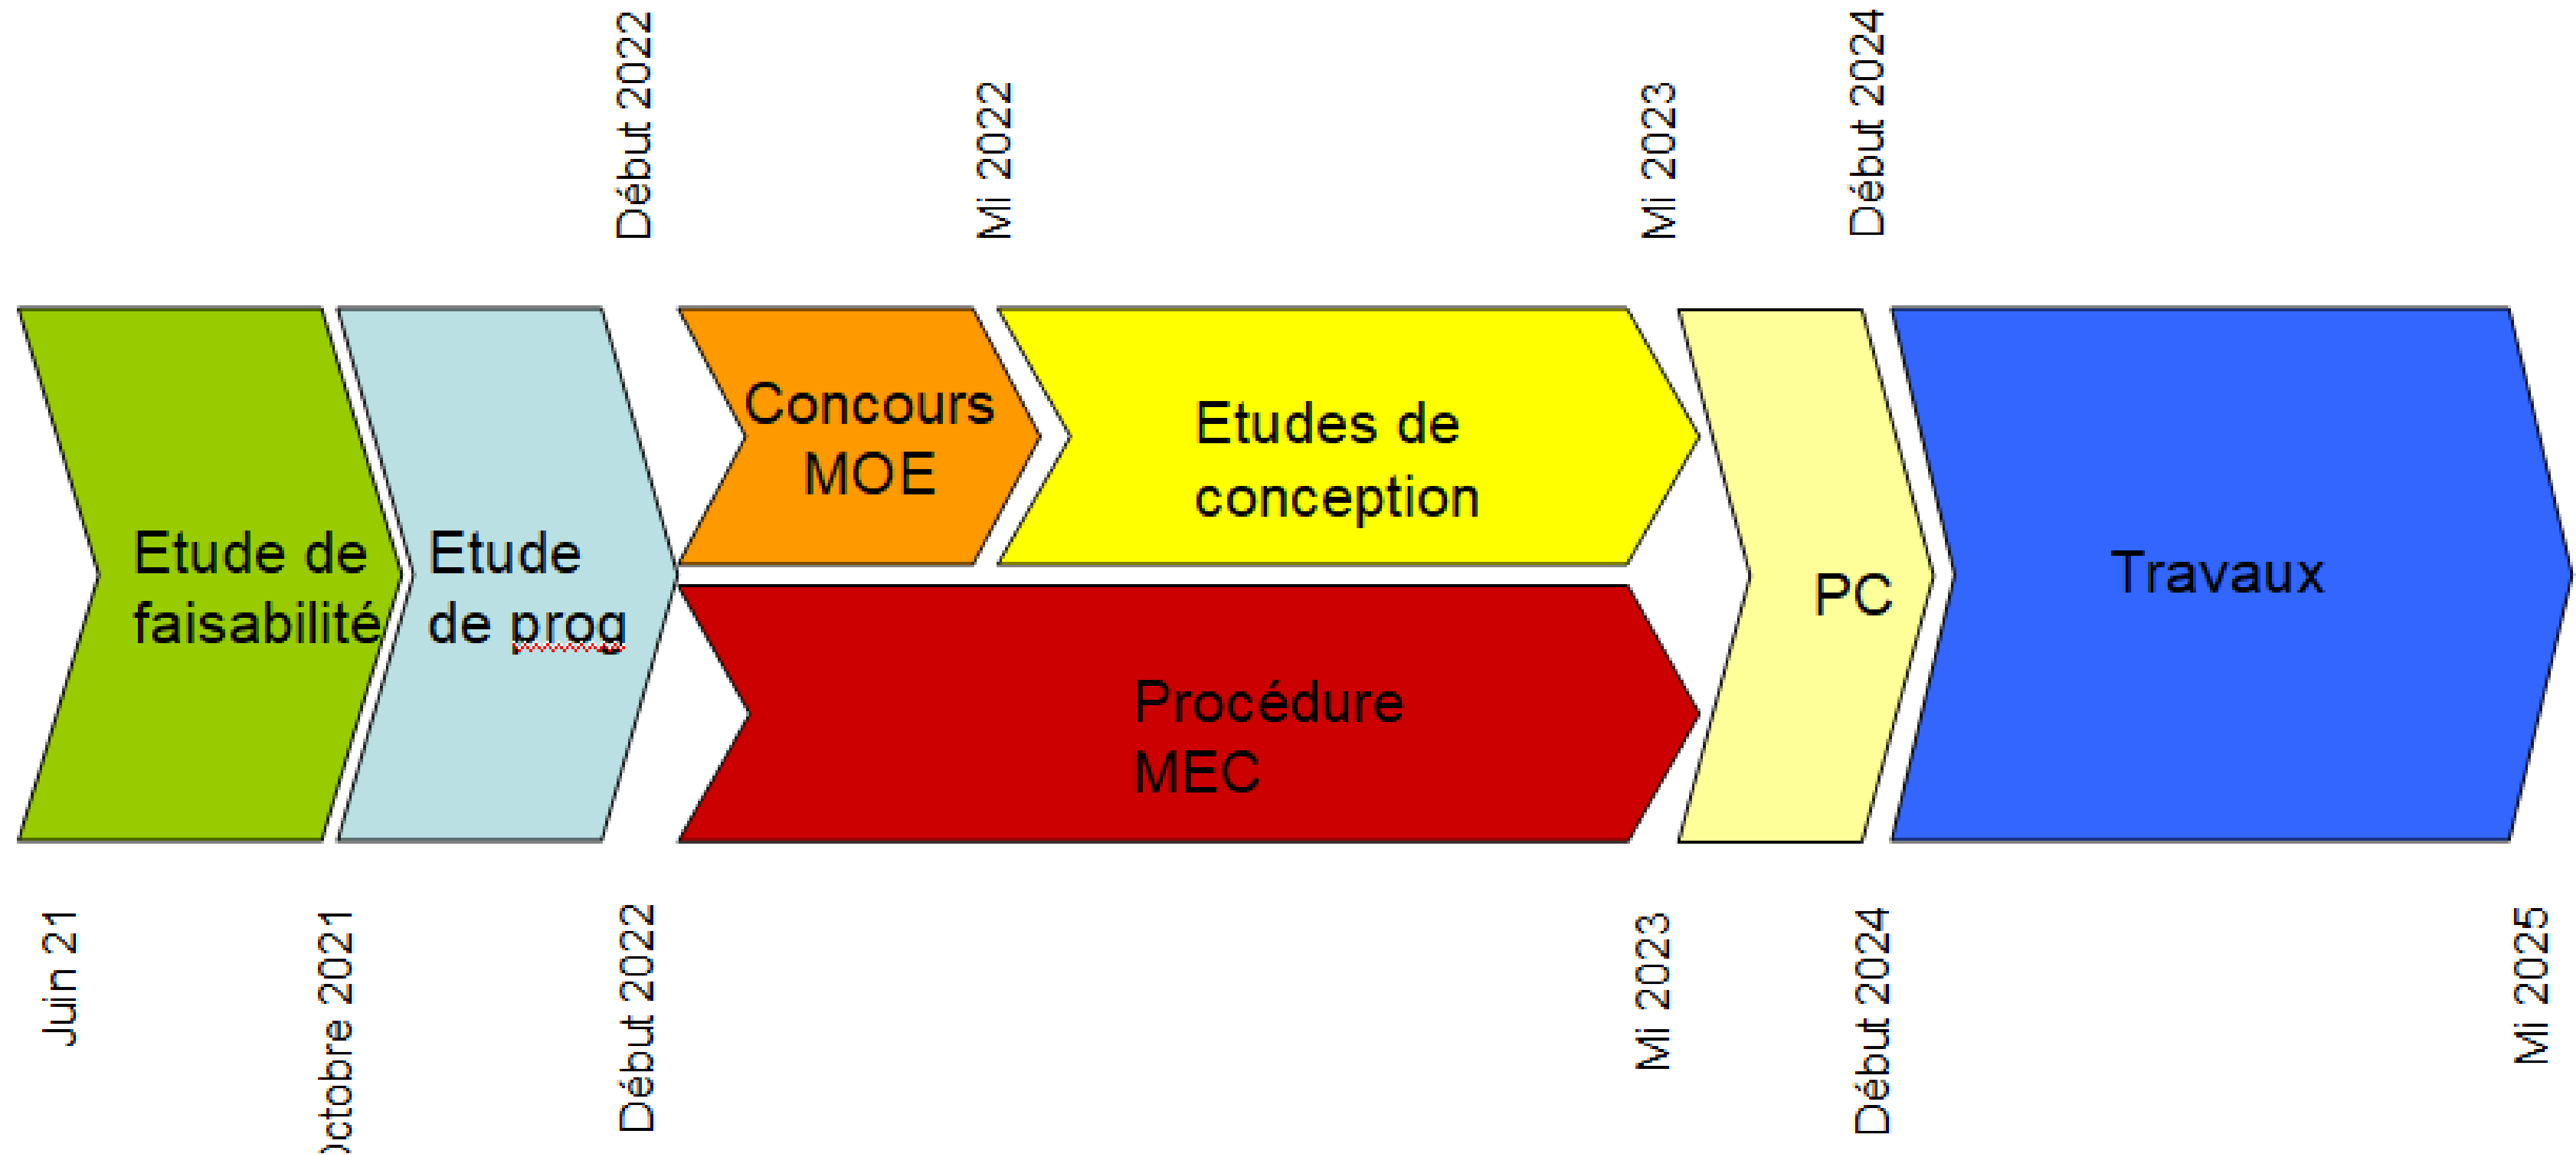 Début 2022
Mi 2022
Mi 2023
Début 2024
Etude de
faisabilité
Etude
de prog
Concours
MOE
Etudes de
conception
Procédure
MEC
PC
Travaux
Juin 21
2021
Début 2022
Mi 2023
Début 2024
Mi 2025